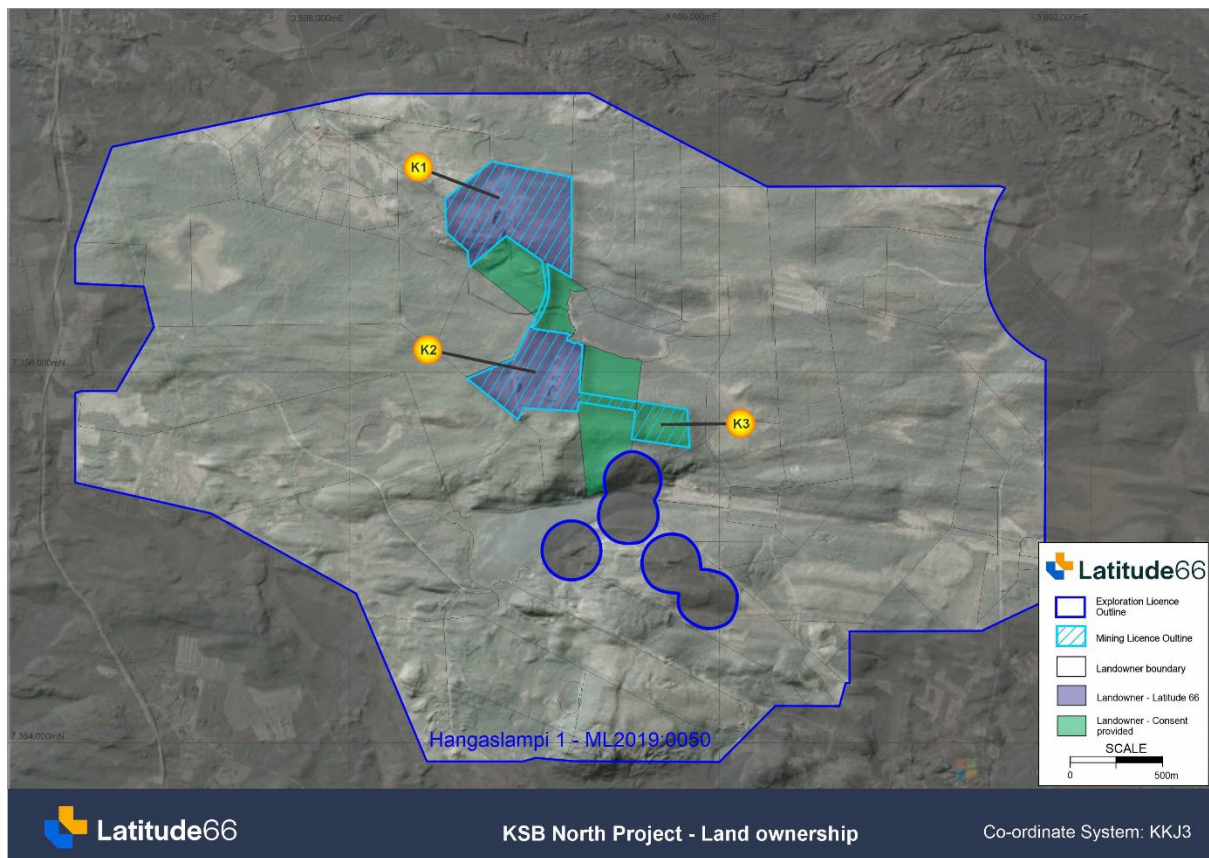 3,598,000mE
3,600,000mE
3,602,000mE
K1
K2
7,356,000mN
K3
Latitude66
Exploration Licence
Outline
Mining Licence Oultine
Landowner boundary
Landowner - Latitude 66
Landowner - Consent
provided
SCALE
0
500m
7,354,000mN
Hangaslampi 1 - ML2019:0050
Latitude66
KSB North Project - Land ownership
Co-ordinate System: KKJ3